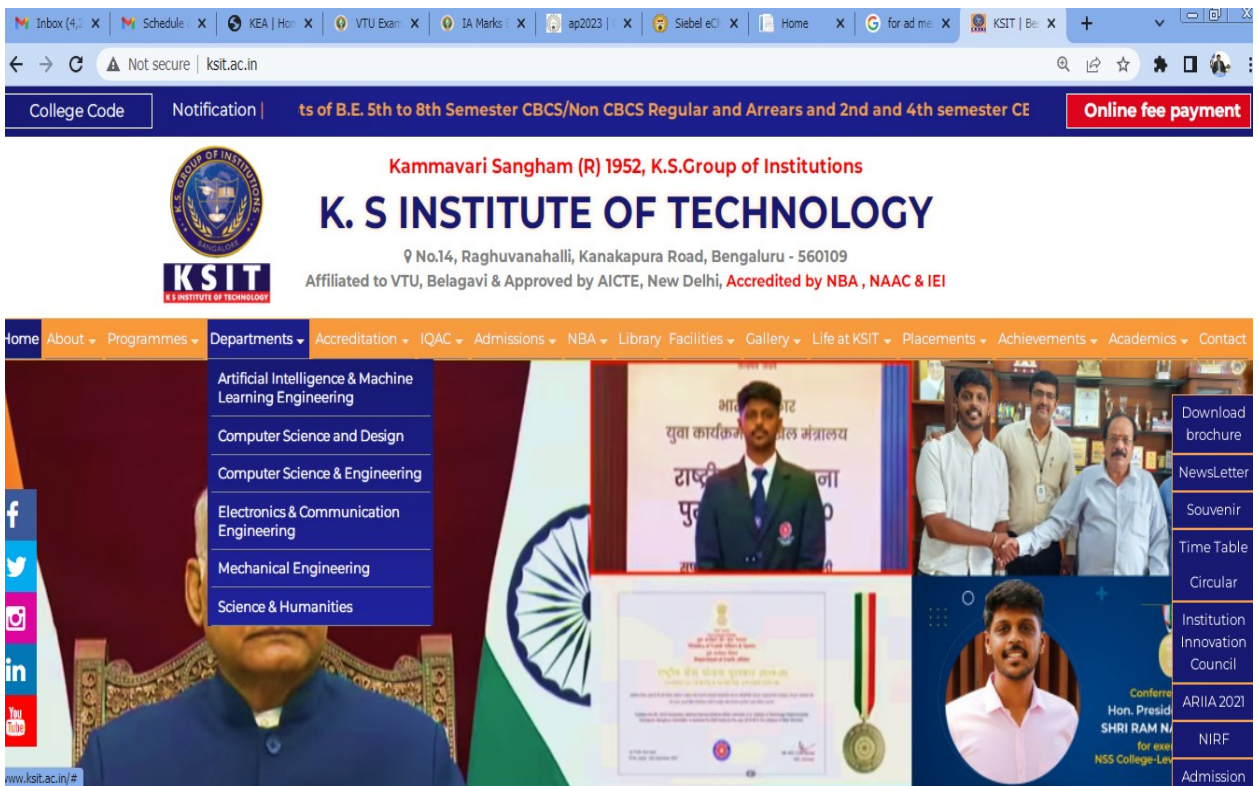 Inbox (4,2
Schedule
KEA | Hon
VTU Exam
IA Marks
ap2023 |
Siebel eCh
Home
for ad me
KSIT | Be
Not secure | ksit.ac.in
College Code
Notification |
ts of B.E. 5th to 8th Semester CBCS/Non CBCS Regular and Arrears and 2nd and 4th semester CE
Online fee payment
K.S. GROUP OF INSTITUTIONS
BANGALORE
KSIT
K S INSTITUTE OF TECHNOLOGY
Kammavari Sangham (R) 1952, K.S.Group of Institutions
K. S INSTITUTE OF TECHNOLOGY
No.14, Raghuvanahalli, Kanakapura Road, Bengaluru - 560109
Affiliated to VTU, Belagavi & Approved by AICTE, New Delhi, Accredited by NBA , NAAC & IEI
Home About Programmes Departments Accreditation IQAC Admissions NBA Library Facilities Gallery Life at KSIT Placements Achievements Academics Contact
Artificial Intelligence & Machine
Learning Engineering
Computer Science and Design
Computer Science & Engineering
Electronics & Communication
Engineering
Mechanical Engineering
Science & Humanities
युवा कार्यक्रम
मंत्रालय
Download
brochure
NewsLetter
Souvenir
Time Table
Circular
Institution
Innovation
Council
ARIIA 2021
NIRF
Admission
Conferre
Hon. Presid
SHRI RAM NA
for exe
NSS College-Lev
You
Tube
www.ksit.ac.in/#